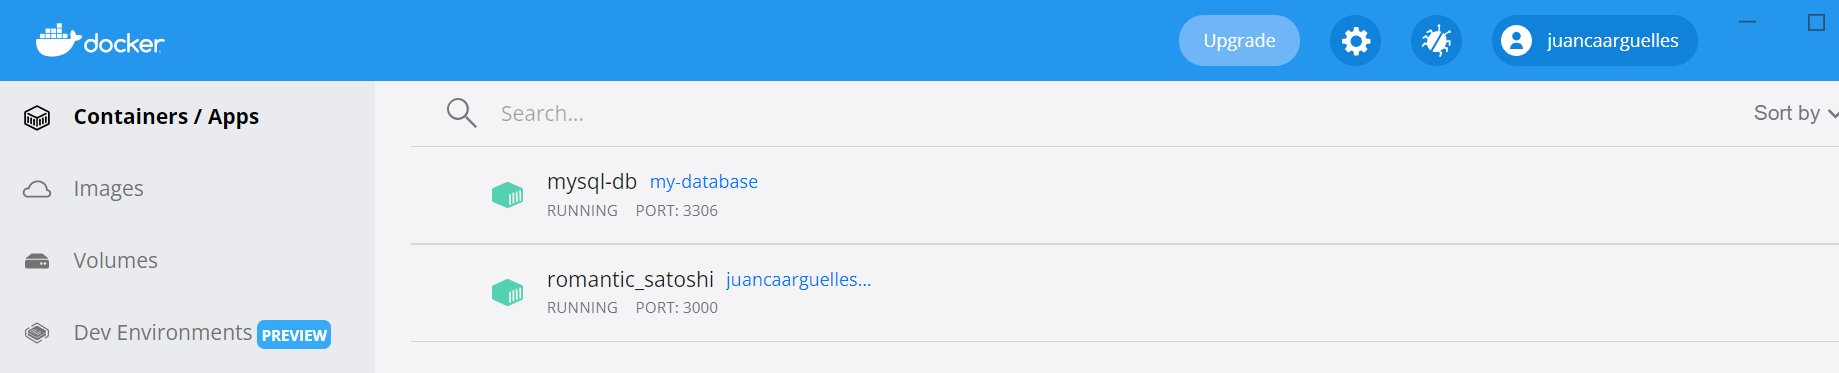 docker
Upgrade
juancaarguelles
Containers / Apps
Images
Volumes
Dev Environments PREVIEW
Search...
Sort by
mysql-db my-database
RUNNING PORT: 3306
romantic_satoshi juancaarguelles...
RUNNING PORT: 3000